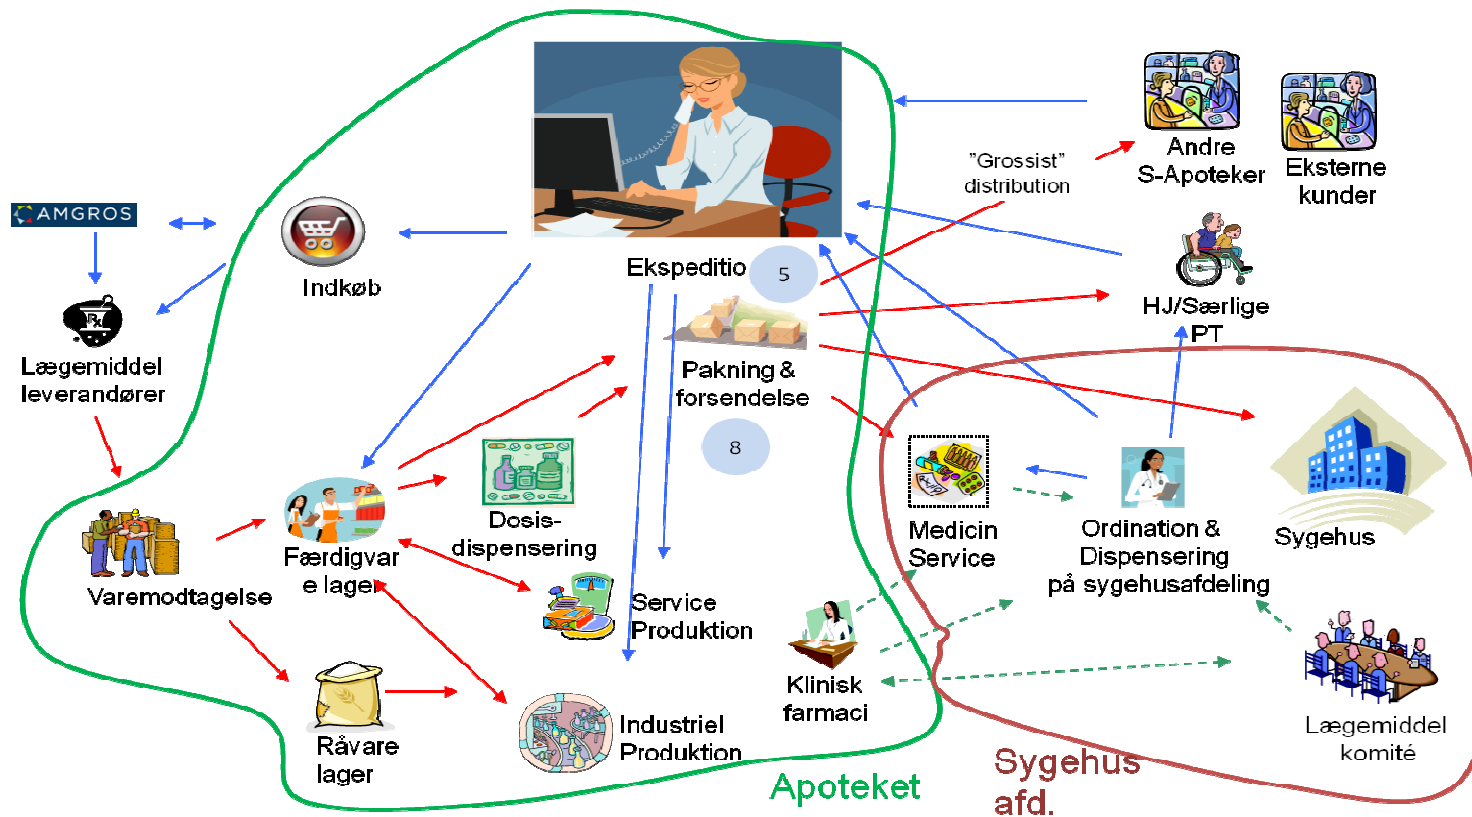 Andre
S-Apoteker
Eksterne
kunder
"Grossist"
distribution
AMGROS
Indkøb
Ekspeditio
5
HJ/Særlige
PT
Lægemiddel
leverandører
Pakning &
forsendelse
8
Dosis-
dispensering
Færdigvar
e lager
Varemodtagelse
Medicin
Service
Ordination &
Dispensering
på sygehusafdeling
Sygehus
Service
Produktion
Klinisk
farmaci
Råvare
lager
Industriel
Produktion
Lægemiddel
komité
Apoteket
Sygehus
afd.